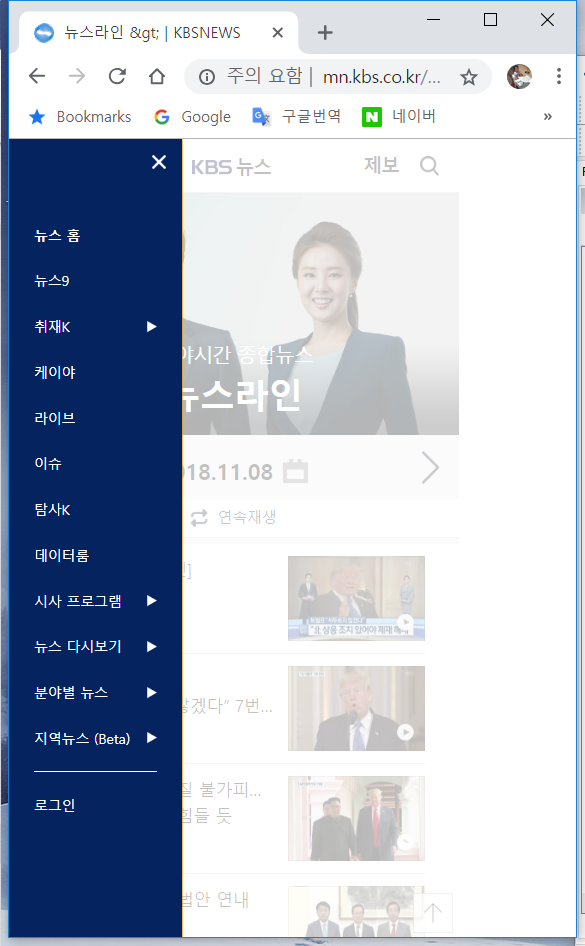 뉴스라인 &gt; | KBSNEWS
주의 요함 | mn.kbs.co.kr/...
Bookmarks
Google
구글번역
네이버
»
KBS 뉴스
제보
뉴스 홈
뉴스9
취재K
케이야
라이브
이슈
탐사K
데이터룸
시사 프로그램
뉴스 다시보기
분야별 뉴스
지역뉴스 (Beta)
로그인
야시간 종합뉴스
뉴스라인
018.11.08
연속재생
]
"北 상응 조치 있어야 제재 해
않겠다" 7번...
질 불가피...
힘들 듯
법안 연내